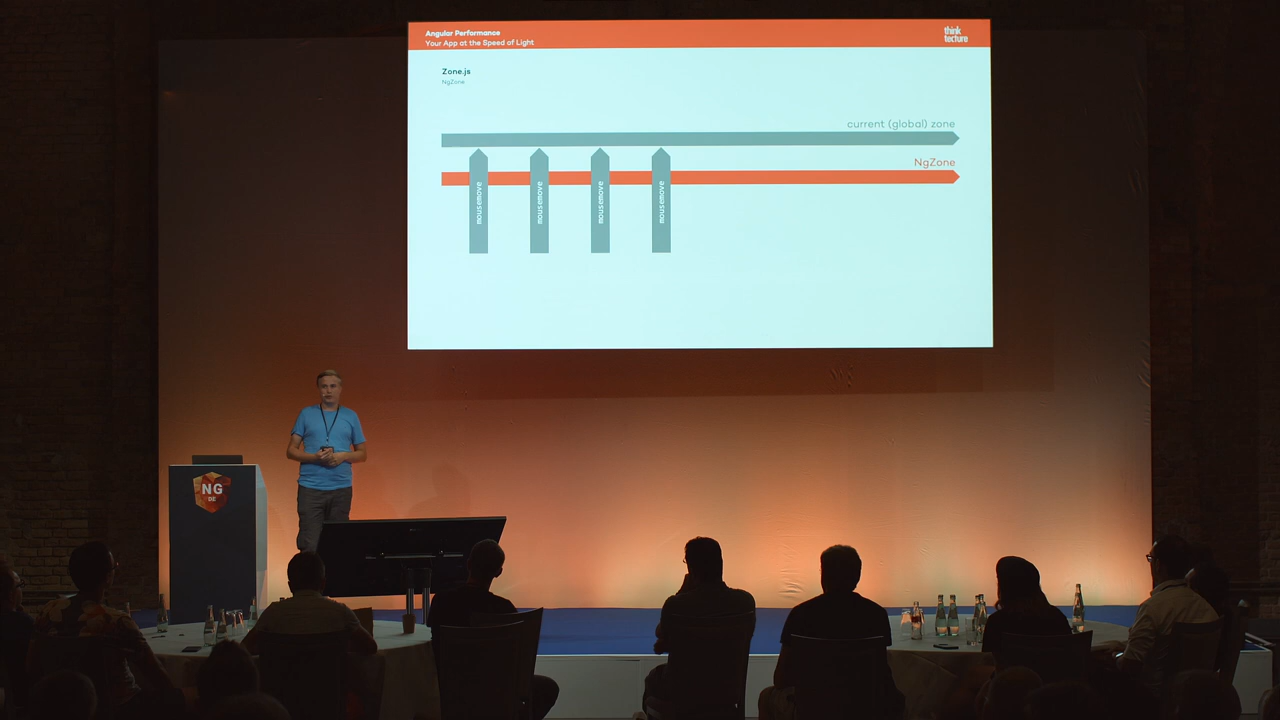 Angular Performance
Your App at the Speed of Light
think
tecture
Zone.js
NgZone
current (global) zone
NgZone
mousemove
mousemove
mousemove
mousemove
NG
DE